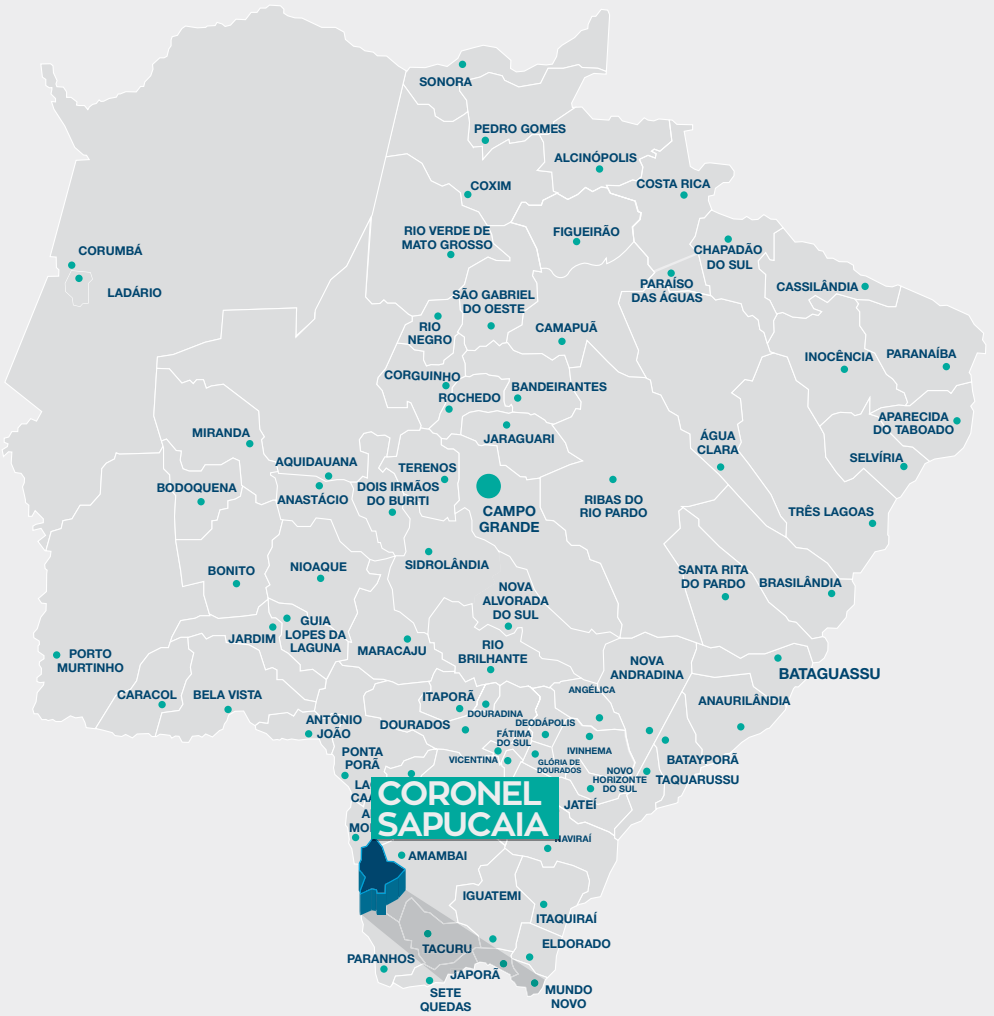 SONORA
PEDRO GOMES
ALCINÓPOLIS
COXIM
COSTA RICA
RIO VERDE DE
MATO GROSSO
FIGUEIRÃO
CHAPADÃO
DO SUL
CORUMBÁ
LADÁRIO
PARAÍSO
DAS ÁGUAS
CASSILÂNDIA
SÃO GABRIEL
DO OESTE
RIO
NEGRO
CAMAPUÃ
INOCÊNCIA
PARANAÍBA
CORGUINHO
ROCHEDO
BANDEIRANTES
APARECIDA
DO TABOADO
MIRANDA
JARAGUARI
ÁGUA
CLARA
SELVÍRIA
AQUIDAUANA
TERENOS
BODOQUENA
ANASTÁCIO
DOIS IRMÃOS
DO BURITI
CAMPO
GRANDE
RIBAS DO
RIO PARDO
TRÊS LAGOAS
SIDROLÂNDIA
BONITO
NIOAQUE
SANTA RITA
DO PARDO
BRASILÂNDIA
NOVA
ALVORADA
DO SUL
JARDIM
GUIA
LOPES DA
LAGUNA
MARACAJU
RIO
BRILHANTE
PORTO
MURTINHO
NOVA
ANDRADINA
BATAGUASSU
CARACOL
BELA VISTA
ITAPORÃ
DOURADINA
ANGÉLICA
ANAURILÂNDIA
ANTÔNIO
JOÃO
DOURADOS
DEODÁPOLIS
FÁTIMA
DO SUL
IVINHEMA
VICENTINA
GLÓRIA DE
DOURADOS
BATAYPORÃ
PONTA
PORÃ
NOVO
HORIZONTE
DO SUL
TAQUARUSSU
CORONEL
SAPUCAIA
JATEÍ
NAVIRAÍ
AMAMBAI
IGUATEMI
ITAQUIRAÍ
TACURU
ELDORADO
PARANHOS
JAPORÃ
SETE
QUEDAS
MUNDO
NOVO